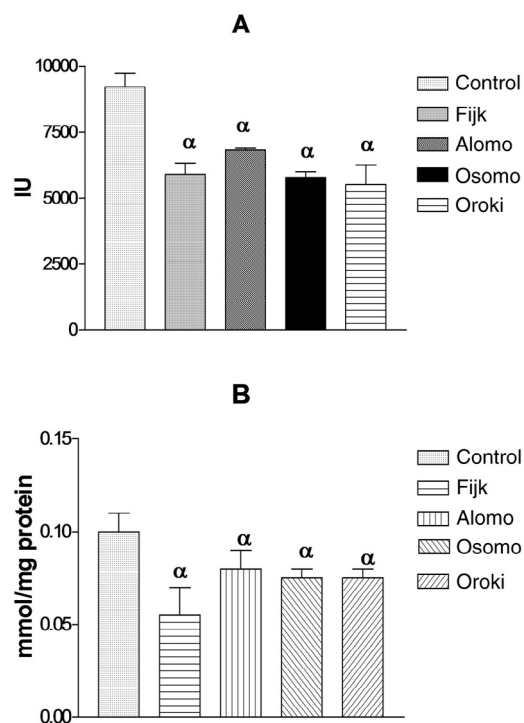 A
10000
7500
5000
2500
0
IU
α
α
α
α
Control
Fijk
Alomo
Osomo
Oroki
B
0.15
0.10
0.05
0.00
mmol/mg protein
α
α
α
α
Control
Fijk
Alomo
Osomo
Oroki